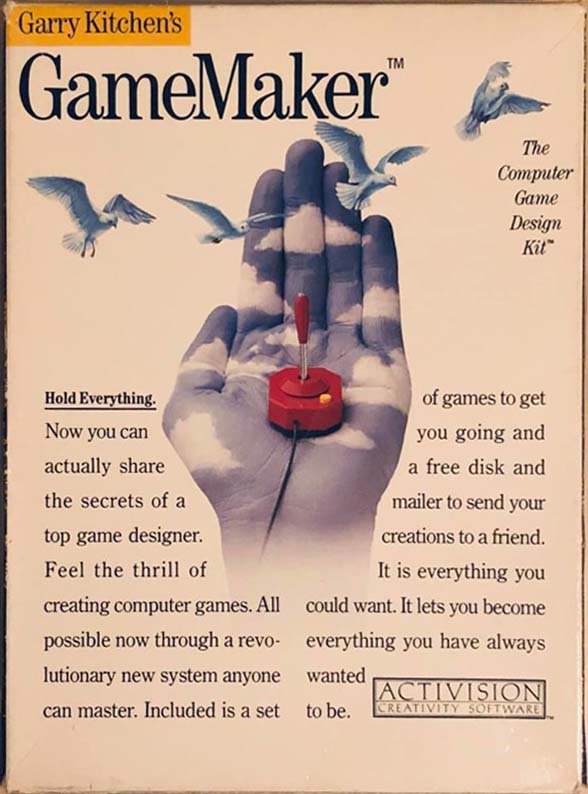 Garry Kitchen's
GameMaker™
The
Computer
Game
Design
Kit™
Hold Everything.
Now you can
actually share
the secrets of a
top game designer.
Feel the thrill of
creating computer games. All
possible now through a revo-
lutionary new system anyone
can master. Included is a set
of games to get
you going and
a free disk and
mailer to send your
creations to a friend.
It is everything you
could want. It lets you become
everything you have always
wanted
to be.
ACTIVISION
CREATIVITY SOFTWARE™